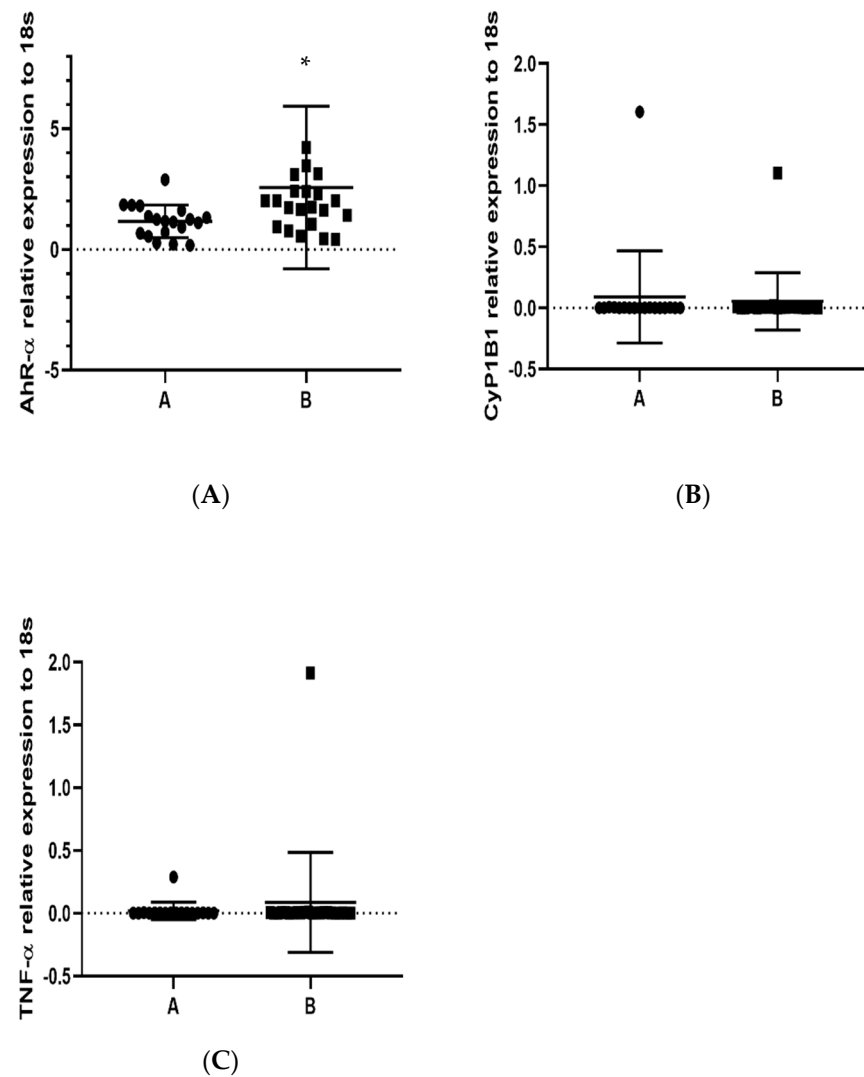 AhR-α relative expression to 18s
*
5
0
-5
A B
(A)
CyP1B1 relative expression to 18s
2.0
1.5
1.0
0.5
0.0
-0.5
A B
(B)
TNF-α relative expression to 18s
2.0
1.5
1.0
0.5
0.0
-0.5
A B
(C)